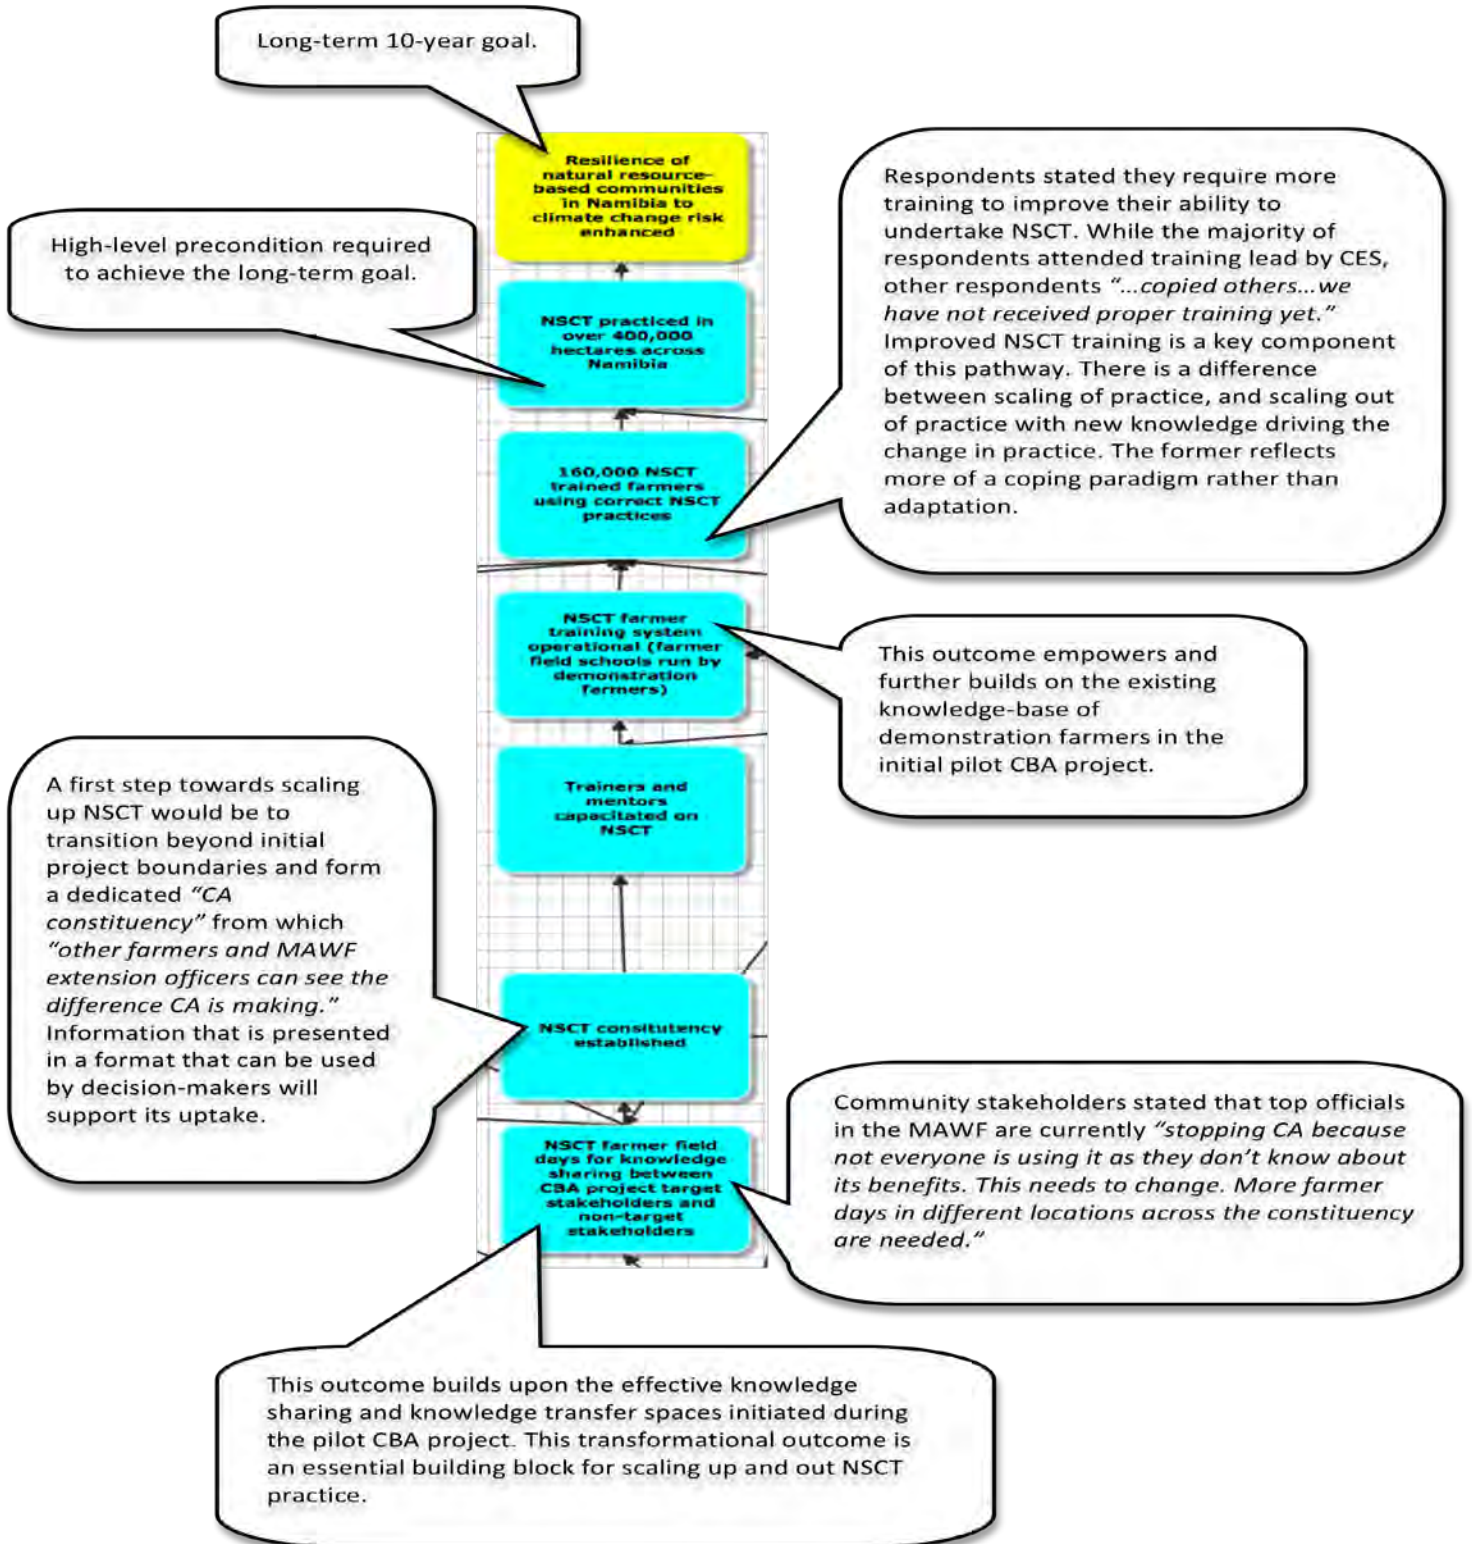 Long-term 10-year goal.
Resilience of
natural resource-
based communities
in Namibia to
climate change risk
enhanced
High-level precondition required
to achieve the long-term goal.
NSCT practiced in
over 400,000
hectares across
Namibia
Respondents stated they require more
training to improve their ability to
undertake NSCT. While the majority of
respondents attended training lead by CES,
other respondents “...copied others...we
have not received proper training yet.”
Improved NSCT training is a key component
of this pathway. There is a difference
between scaling of practice, and scaling out
of practice with new knowledge driving the
change in practice. The former reflects
more of a coping paradigm rather than
adaptation.
160,000 NSCT
trained farmers
using correct NSCT
practices
NSCT farmer
training system
operational (farmer
field schools run by
demonstration
farmers)
This outcome empowers and
further builds on the existing
knowledge-base of
demonstration farmers in the
initial pilot CBA project.
Trainers and
mentors
capacitated on
NSCT
A first step towards scaling
up NSCT would be to
transition beyond initial
project boundaries and form
a dedicated “CA
constituency” from which
“other farmers and MAWF
extension officers can see the
difference CA is making.”
Information that is presented
in a format that can be used
by decision-makers will
support its uptake.
NSCT consitutency
established
NSCT farmer field
days for knowledge
sharing between
CBA project target
stakeholders and
non-target
stakeholders
Community stakeholders stated that top officials
in the MAWF are currently “stopping CA because
not everyone is using it as they don’t know about
its benefits. This needs to change. More farmer
days in different locations across the constituency
are needed.”
This outcome builds upon the effective knowledge
sharing and knowledge transfer spaces initiated during
the pilot CBA project. This transformational outcome is
an essential building block for scaling up and out NSCT
practice.